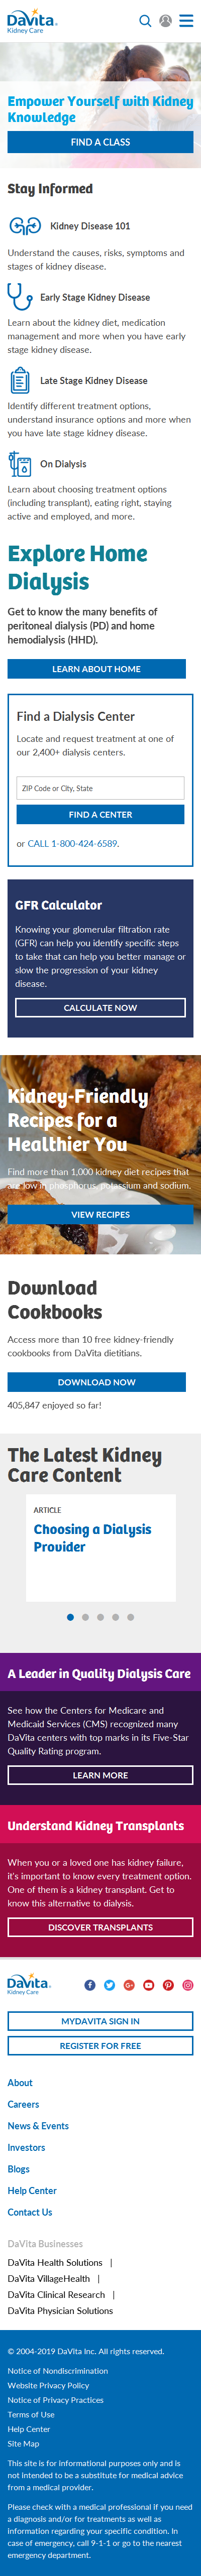 DaVita
Kidney Care
Empower Yourself with Kidney
Knowledge
FIND A CLASS
Stay Informed
Kidney Disease 101
Understand the causes, risks, symptoms and
stages of kidney disease.
Early Stage Kidney Disease
Learn about the kidney diet, medication
management and more when you have early
stage kidney disease.
Late Stage Kidney Disease
Identify different treatment options,
understand insurance options and more when
you have late stage kidney disease.
On Dialysis
Learn about choosing treatment options
(including transplant), eating right, staying
active and employed, and more.
Explore Home
Dialysis
Get to know the many benefits of
peritoneal dialysis (PD) and home
hemodialysis (HHD).
LEARN ABOUT HOME
Find a Dialysis Center
Locate and request treatment at one of
our 2,400+ dialysis centers.
ZIP Code or City, State
FIND A CENTER
or CALL 1-800-424-6589.
GFR Calculator
Knowing your glomerular filtration rate
(GFR) can help you identify specific steps
to take that can help you better manage or
slow the progression of your kidney
disease.
CALCULATE NOW
Kidney-Friendly
Recipes for a
Healthier You
Find more than 1,000 kidney diet recipes that
are low in phosphorus, potassium and sodium.
VIEW RECIPES
Download
Cookbooks
Access more than 10 free kidney-friendly
cookbooks from DaVita dietitians.
DOWNLOAD NOW
405,847 enjoyed so far!
The Latest Kidney
Care Content
ARTICLE
Choosing a Dialysis
Provider
A Leader in Quality Dialysis Care
See how the Centers for Medicare and
Medicaid Services (CMS) recognized many
DaVita centers with top marks in its Five-Star
Quality Rating program.
LEARN MORE
Understand Kidney Transplants
When you or a loved one has kidney failure,
it's important to know every treatment option.
One of them is a kidney transplant. Get to
know this alternative to dialysis.
DISCOVER TRANSPLANTS
DaVita
Kidney Care
MYDAVITA SIGN IN
REGISTER FOR FREE
About
Careers
News & Events
Investors
Blogs
Help Center
Contact Us
DaVita Businesses
DaVita Health Solutions |
DaVita VillageHealth |
DaVita Clinical Research |
DaVita Physician Solutions
© 2004-2019 DaVita Inc. All rights reserved.
Notice of Nondiscrimination
Website Privacy Policy
Notice of Privacy Practices
Terms of Use
Help Center
Site Map
This site is for informational purposes only and is
not intended to be a substitute for medical advice
from a medical provider.
Please check with a medical professional if you need
a diagnosis and/or for treatments as well as
information regarding your specific condition. In
case of emergency, call 9-1-1 or go to the nearest
emergency department.